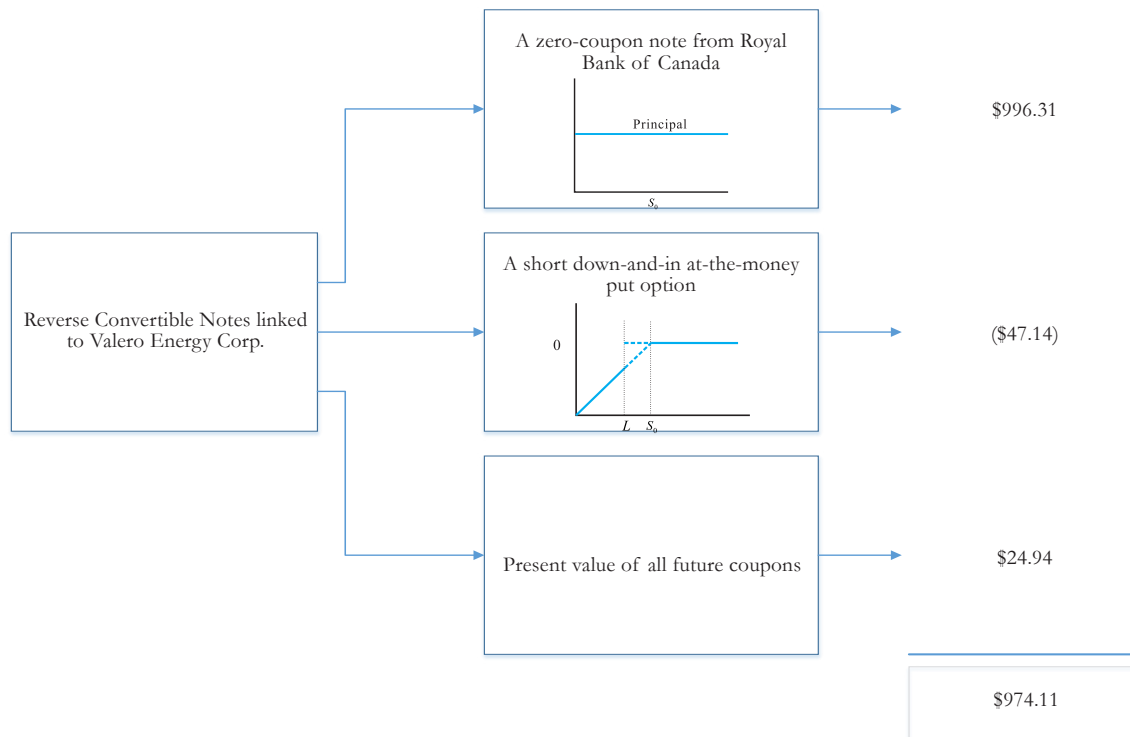 A zero-coupon note from Royal
Bank of Canada
Principal
S₀
$996.31
Reverse Convertible Notes linked
to Valero Energy Corp.
A short down-and-in at-the-money
put option
0
L S₀
($47.14)
Present value of all future coupons
$24.94
$974.11